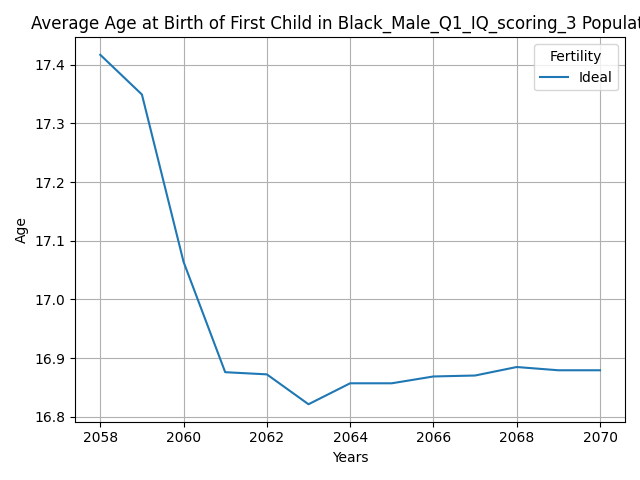 Average Age at Birth of First Child in Black_Male_Q1_IQ_scoring_3
Fertility
Ideal
17.4
17.3
17.2
17.1
17.0
16.9
16.8
Age
2058 2060 2062 2064 2066 2068 2070
Years